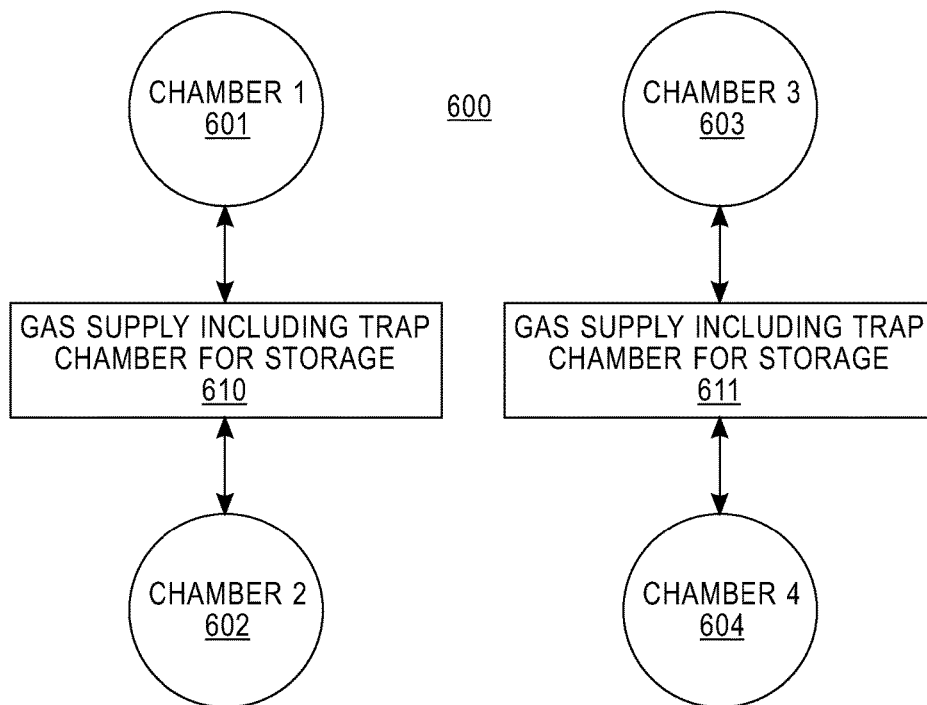 CHAMBER 1
601
600
CHAMBER 3
603
GAS SUPPLY INCLUDING TRAP
CHAMBER FOR STORAGE
610
GAS SUPPLY INCLUDING TRAP
CHAMBER FOR STORAGE
611
CHAMBER 2
602
CHAMBER 4
604